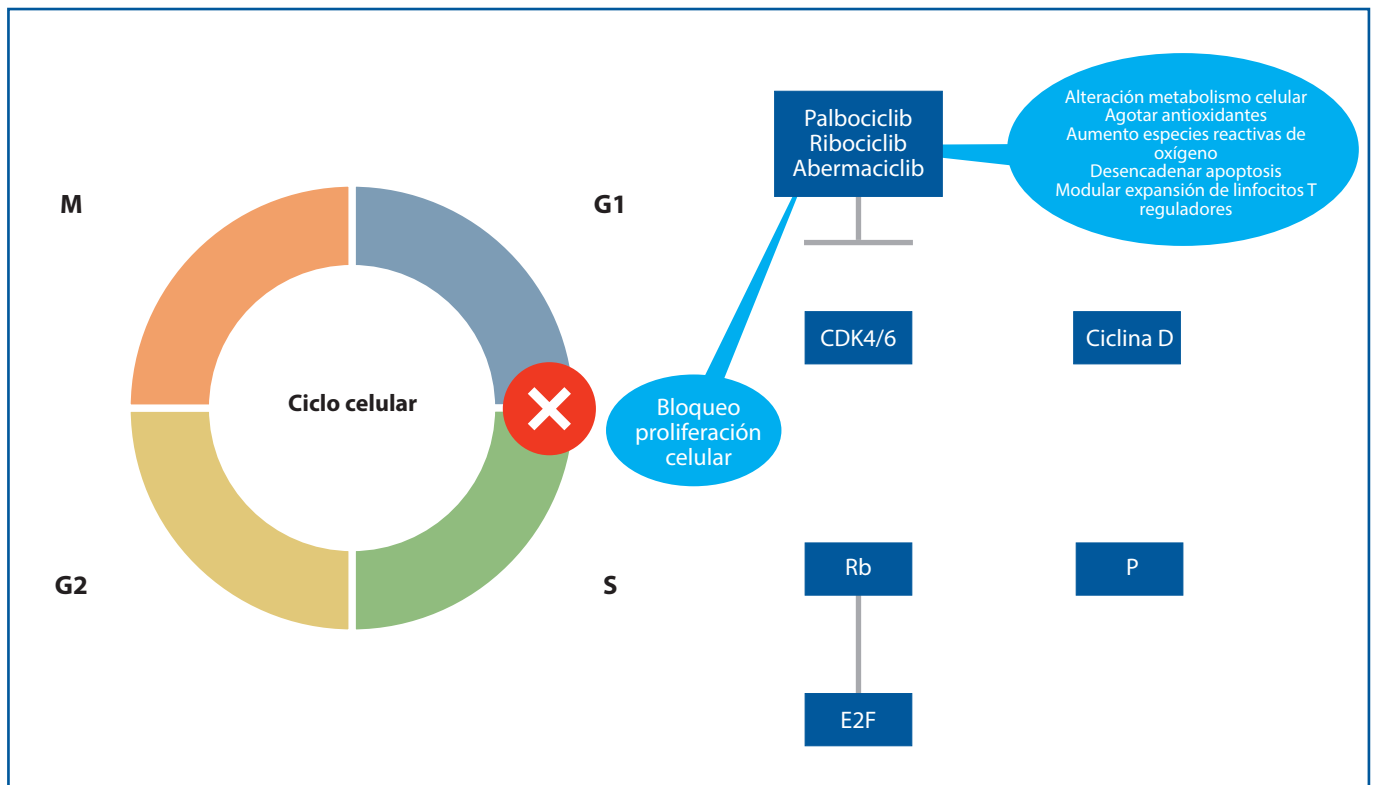 M
G1
Ciclo celular
G2
S
Palbociclib
Ribociclib
Abermaciclib
Alteración metabolismo celular
Agotar antioxidantes
Aumento especies reactivas de
oxígeno
Desencadenar apoptosis
Modular expansión de linfocitos T
reguladores
CDK4/6
Ciclina D
Bloqueo
proliferación
celular
Rb
P
E2F